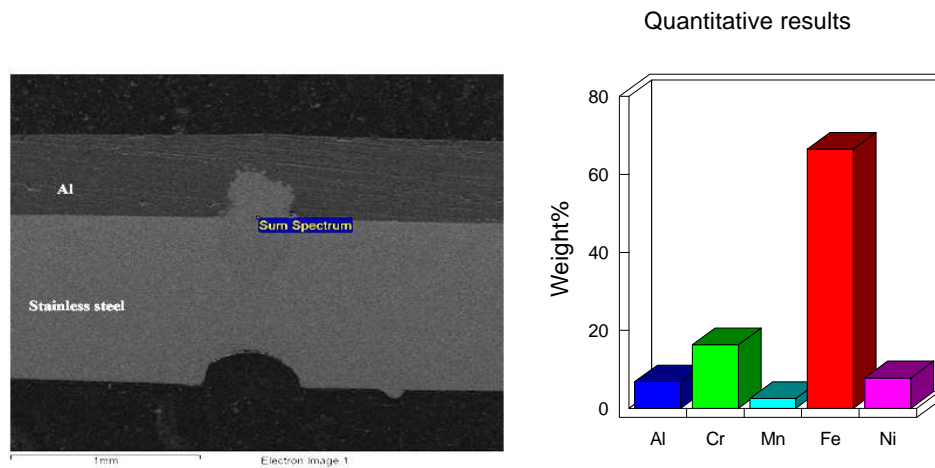 Quantitative results
Al
Sum Spectrum
Stainless steel
1mm
Electron Image 1
Weight%
80
60
40
20
0
Al Cr Mn Fe Ni